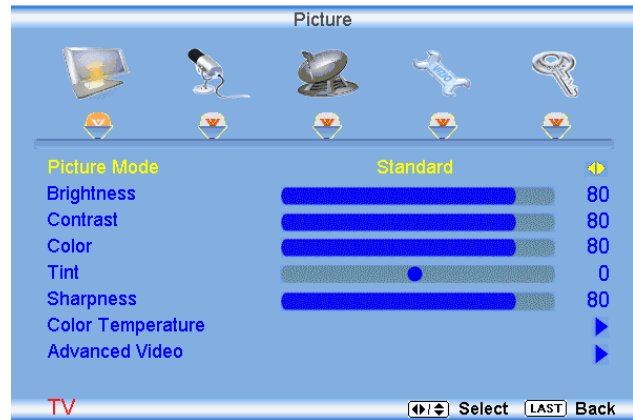 Picture
VIZIO
Picture Mode Standard
Brightness 80
Contrast 80
Color 80
Tint 0
Sharpness 80
Color Temperature
Advanced Video
TV Select LAST Back